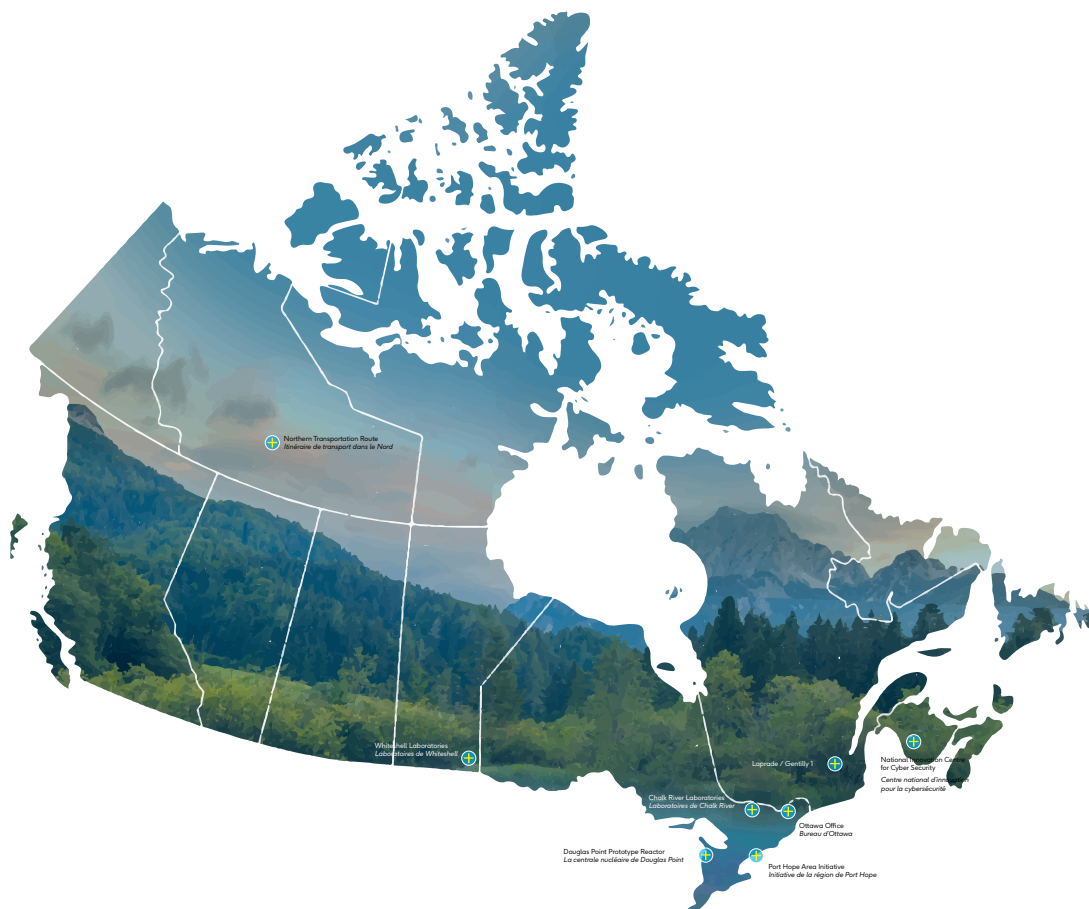 Northern Transportation Route
Itinéraire de transport dans le Nord
Whiteshell Laboratories
Laboratoires de Whiteshell
Laprade / Gentilly 1
National Innovation Centre
for Cyber Security
Centre national d'innovation
pour la cybersécurité
Chalk River Laboratories
Laboratoires de Chalk River
Ottawa Office
Bureau d'Ottawa
Douglas Point Prototype Reactor
La centrale nucléaire de Douglas Point
Port Hope Area Initiative
Initiative de la région de Port Hope